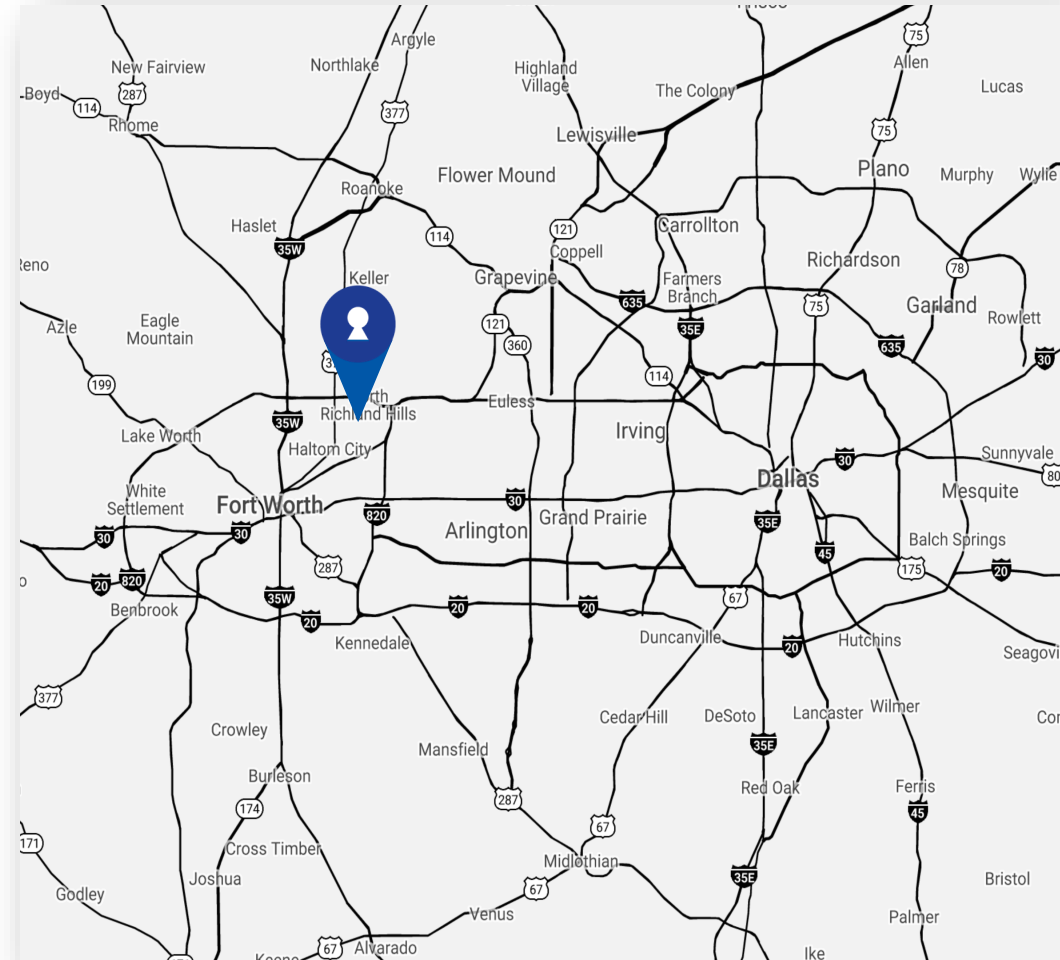 Argyle
75
New Fairview
Northlake
Highland
Village
Allen
Boyd
287
The Colony
Lucas
114
377
Rhome
Lewisville
75
Flower Mound
Plano
Murphy
Wylie
Roanoke
Haslet
114
121
Carrollton
35W
Coppell
Richardson
Keller
Grapevine
Farmers
Branch
78
635
75
Garland
Azle
Eagle
Mountain
121
35E
Rowlett
360
635
30
199
114
Euless
Richland Hills
35W
Lake Worth
Irving
Haltom City
Sunnyvale
30
80
White
Settlement
Fort Worth
Dallas
Mesquite
30
820
Arlington
Grand Prairie
35E
30
30
45
Balch Springs
287
175
20
20
820
35W
67
Benbrook
20
20
20
Kennedale
Duncanville
20
Hutchins
377
Crowley
Cedar Hill
DeSoto
Lancaster
Wilmer
Mansfield
35E
Burleson
Red Oak
Ferris
174
287
45
67
171
Cross Timber
Midlothian
Joshua
35E
Godley
67
Bristol
Venus
Palmer
67
Alvarado
Ike